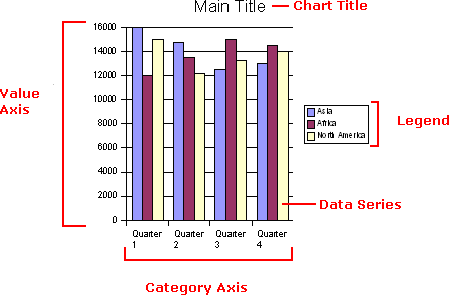 Main Title
Chart Title
16000
14000
12000
10000
8000
6000
4000
2000
0
Value
Axis
Asia
Africa
North America
Legend
Data Series
Quarter 1
Quarter 2
Quarter 3
Quarter 4
Category Axis